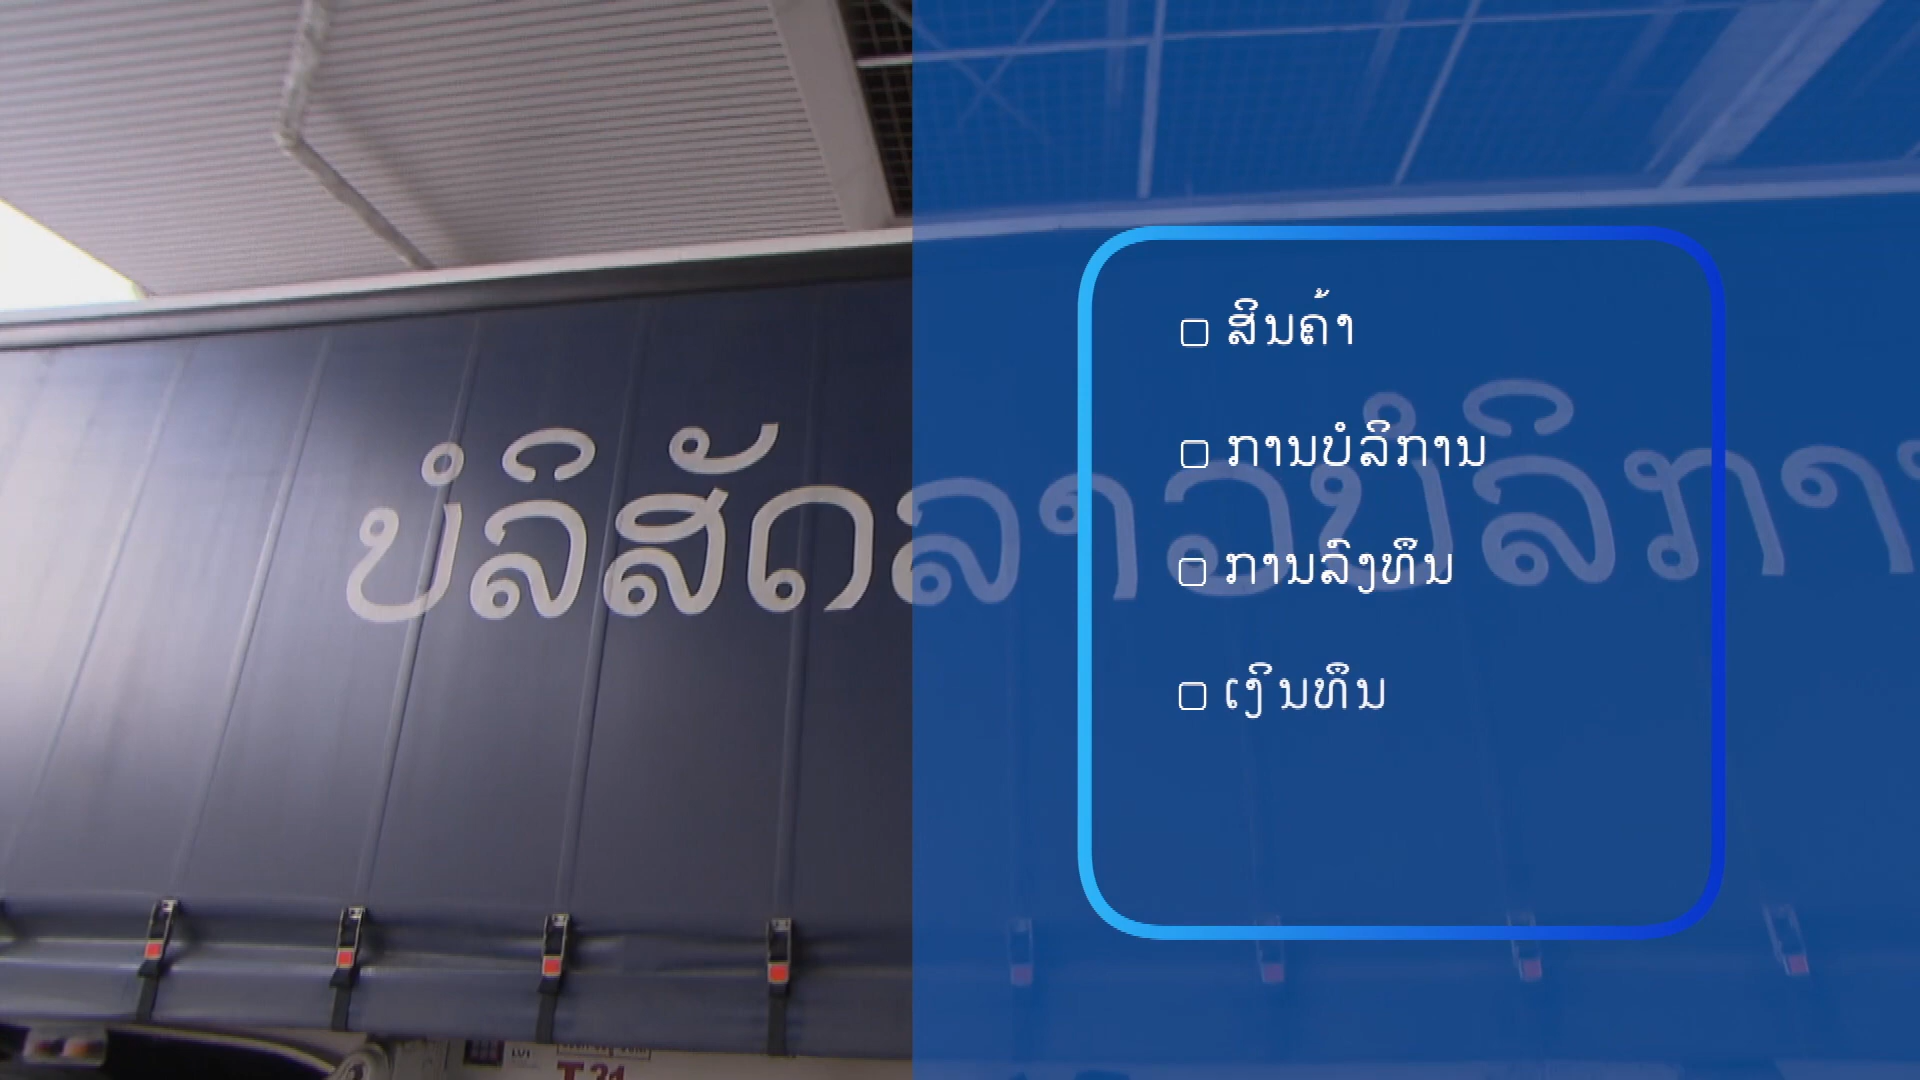 ບໍລິສັດລາວບໍລິກາ
ສິນຄ້າ
ການບໍລິການ
ການລົງທຶນ
ເງິນທຶນ